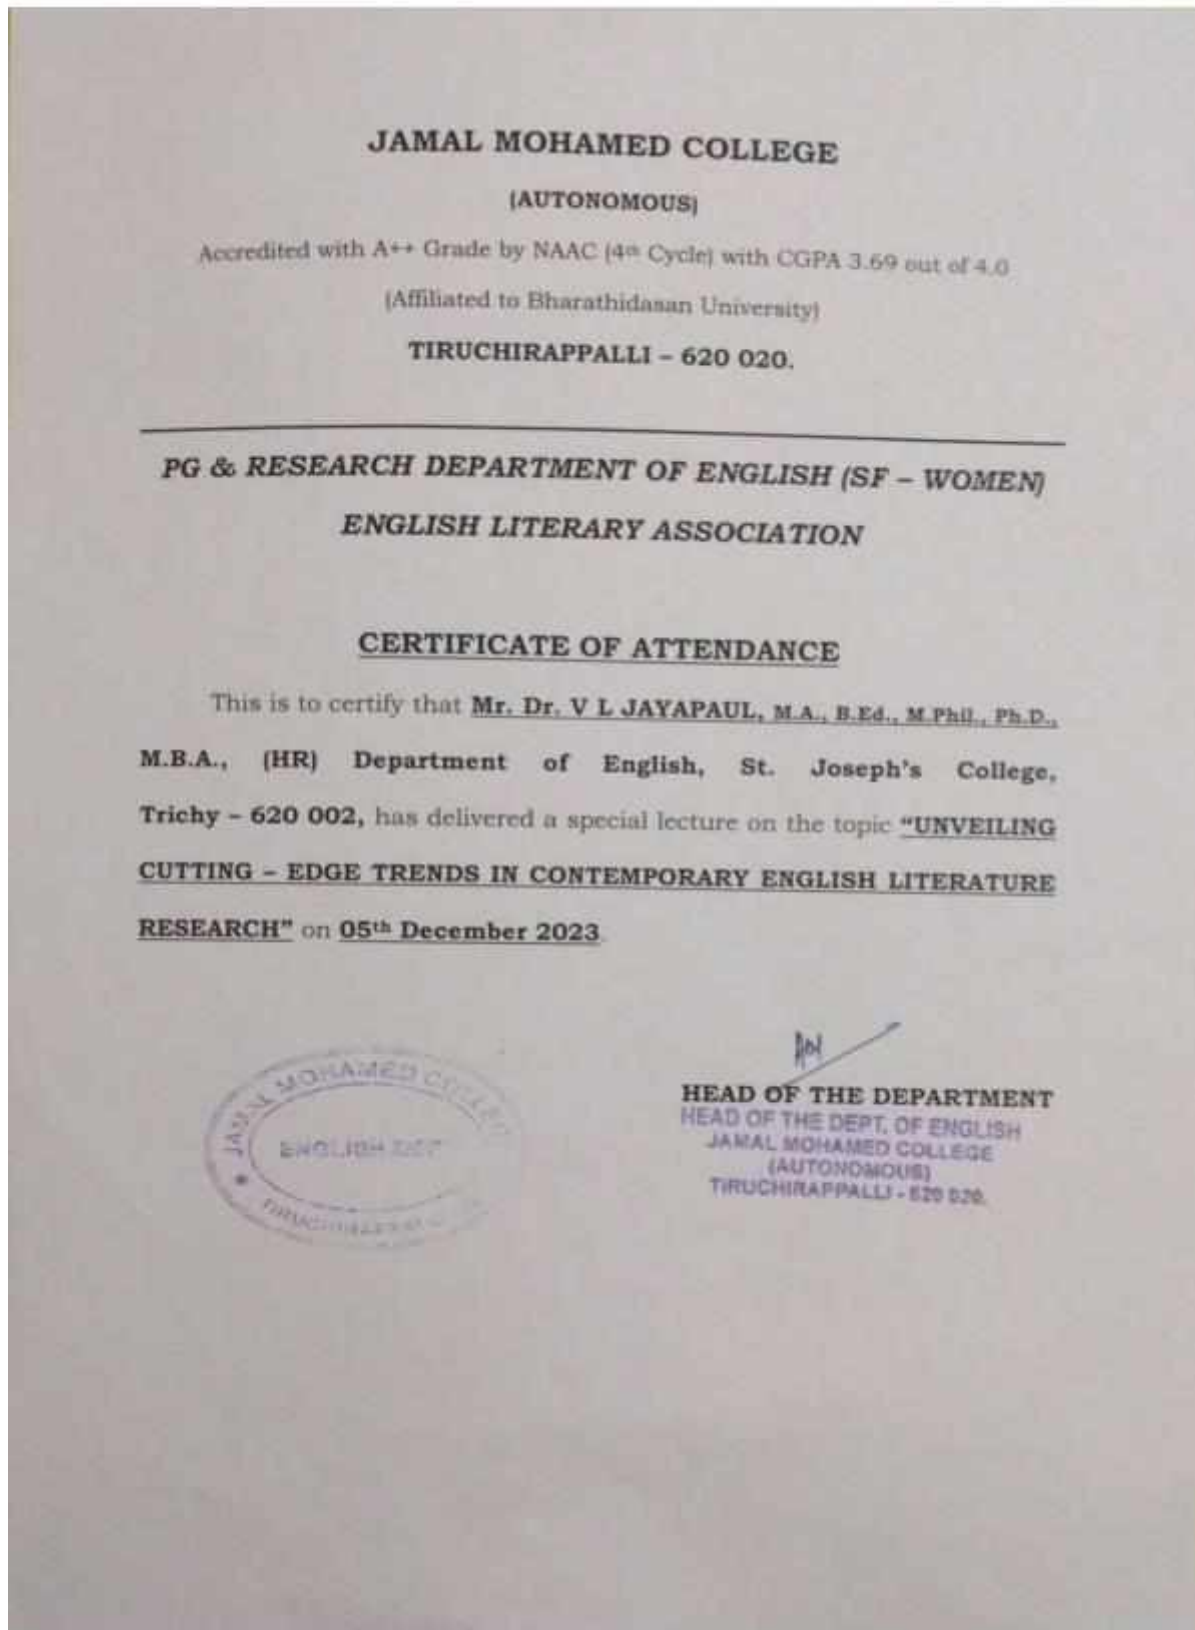 JAMAL MOHAMED COLLEGE
(AUTONOMOUS)
Accredited with A++ Grade by NAAC (4th Cycle) with CGPA 3.69 out of 4.0
(Affiliated to Bharathidasan University)
TIRUCHIRAPPALLI – 620 020.
PG & RESEARCH DEPARTMENT OF ENGLISH (SF – WOMEN)
ENGLISH LITERARY ASSOCIATION
CERTIFICATE OF ATTENDANCE
This is to certify that Mr. Dr. V L JAYAPAUL, M.A., B.Ed., M.Phil., Ph.D.,
M.B.A., (HR) Department of English, St. Joseph's College,
Trichy – 620 002, has delivered a special lecture on the topic “UNVEILING
CUTTING – EDGE TRENDS IN CONTEMPORARY ENGLISH LITERATURE
RESEARCH” on 05th December 2023.
JAMAL MOHAMED COLLEGE
ENGLISH
HEAD OF THE DEPARTMENT
HEAD OF THE DEPT. OF ENGLISH
JAMAL MOHAMED COLLEGE
(AUTONOMOUS)
TIRUCHIRAPPALLI - 620 020.